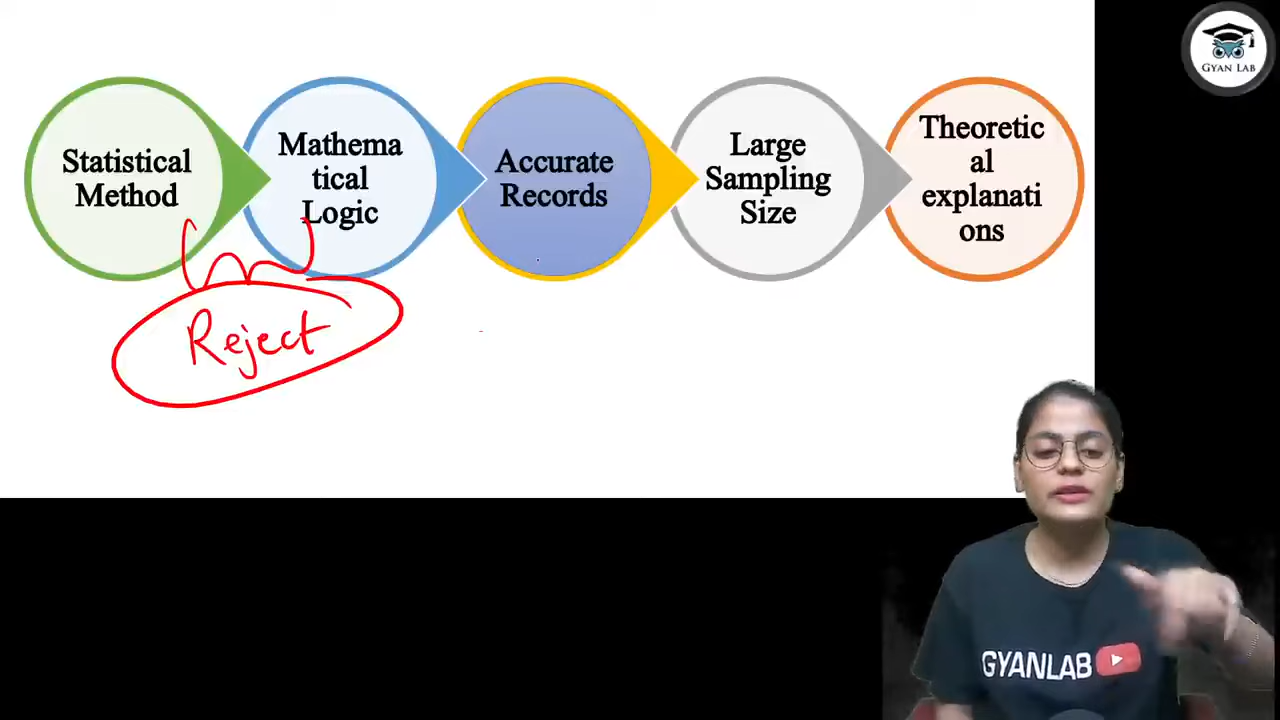 GYAN LAB
Statistical
Method
Mathema
tical
Logic
Accurate
Records
Large
Sampling
Size
Theoretic
al
explanati
ons
Reject
GYANLAB